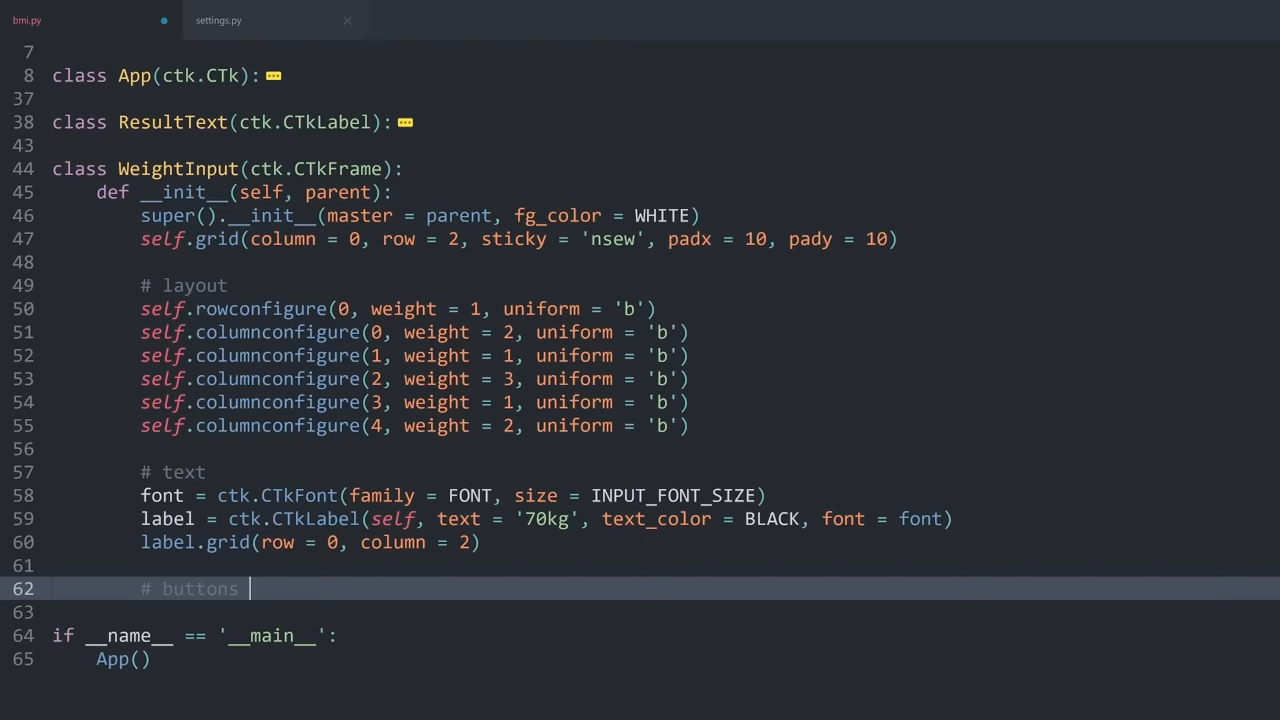 bmi.py settings.py
7
8 class App(ctk.CTk):
37
38 class ResultText(ctk.CTkLabel):
43
44 class WeightInput(ctk.CTkFrame):
45     def __init__(self, parent):
46         super().__init__(master = parent, fg_color = WHITE)
47         self.grid(column = 0, row = 2, sticky = 'nsew', padx = 10, pady = 10)
48
49         # layout
50         self.rowconfigure(0, weight = 1, uniform = 'b')
51         self.columnconfigure(0, weight = 2, uniform = 'b')
52         self.columnconfigure(1, weight = 1, uniform = 'b')
53         self.columnconfigure(2, weight = 3, uniform = 'b')
54         self.columnconfigure(3, weight = 1, uniform = 'b')
55         self.columnconfigure(4, weight = 2, uniform = 'b')
56
57         # text
58         font = ctk.CTkFont(family = FONT, size = INPUT_FONT_SIZE)
59         label = ctk.CTkLabel(self, text = '70kg', text_color = BLACK, font = font)
60         label.grid(row = 0, column = 2)
61
62         # buttons
63
64 if __name__ == '__main__':
65     App()